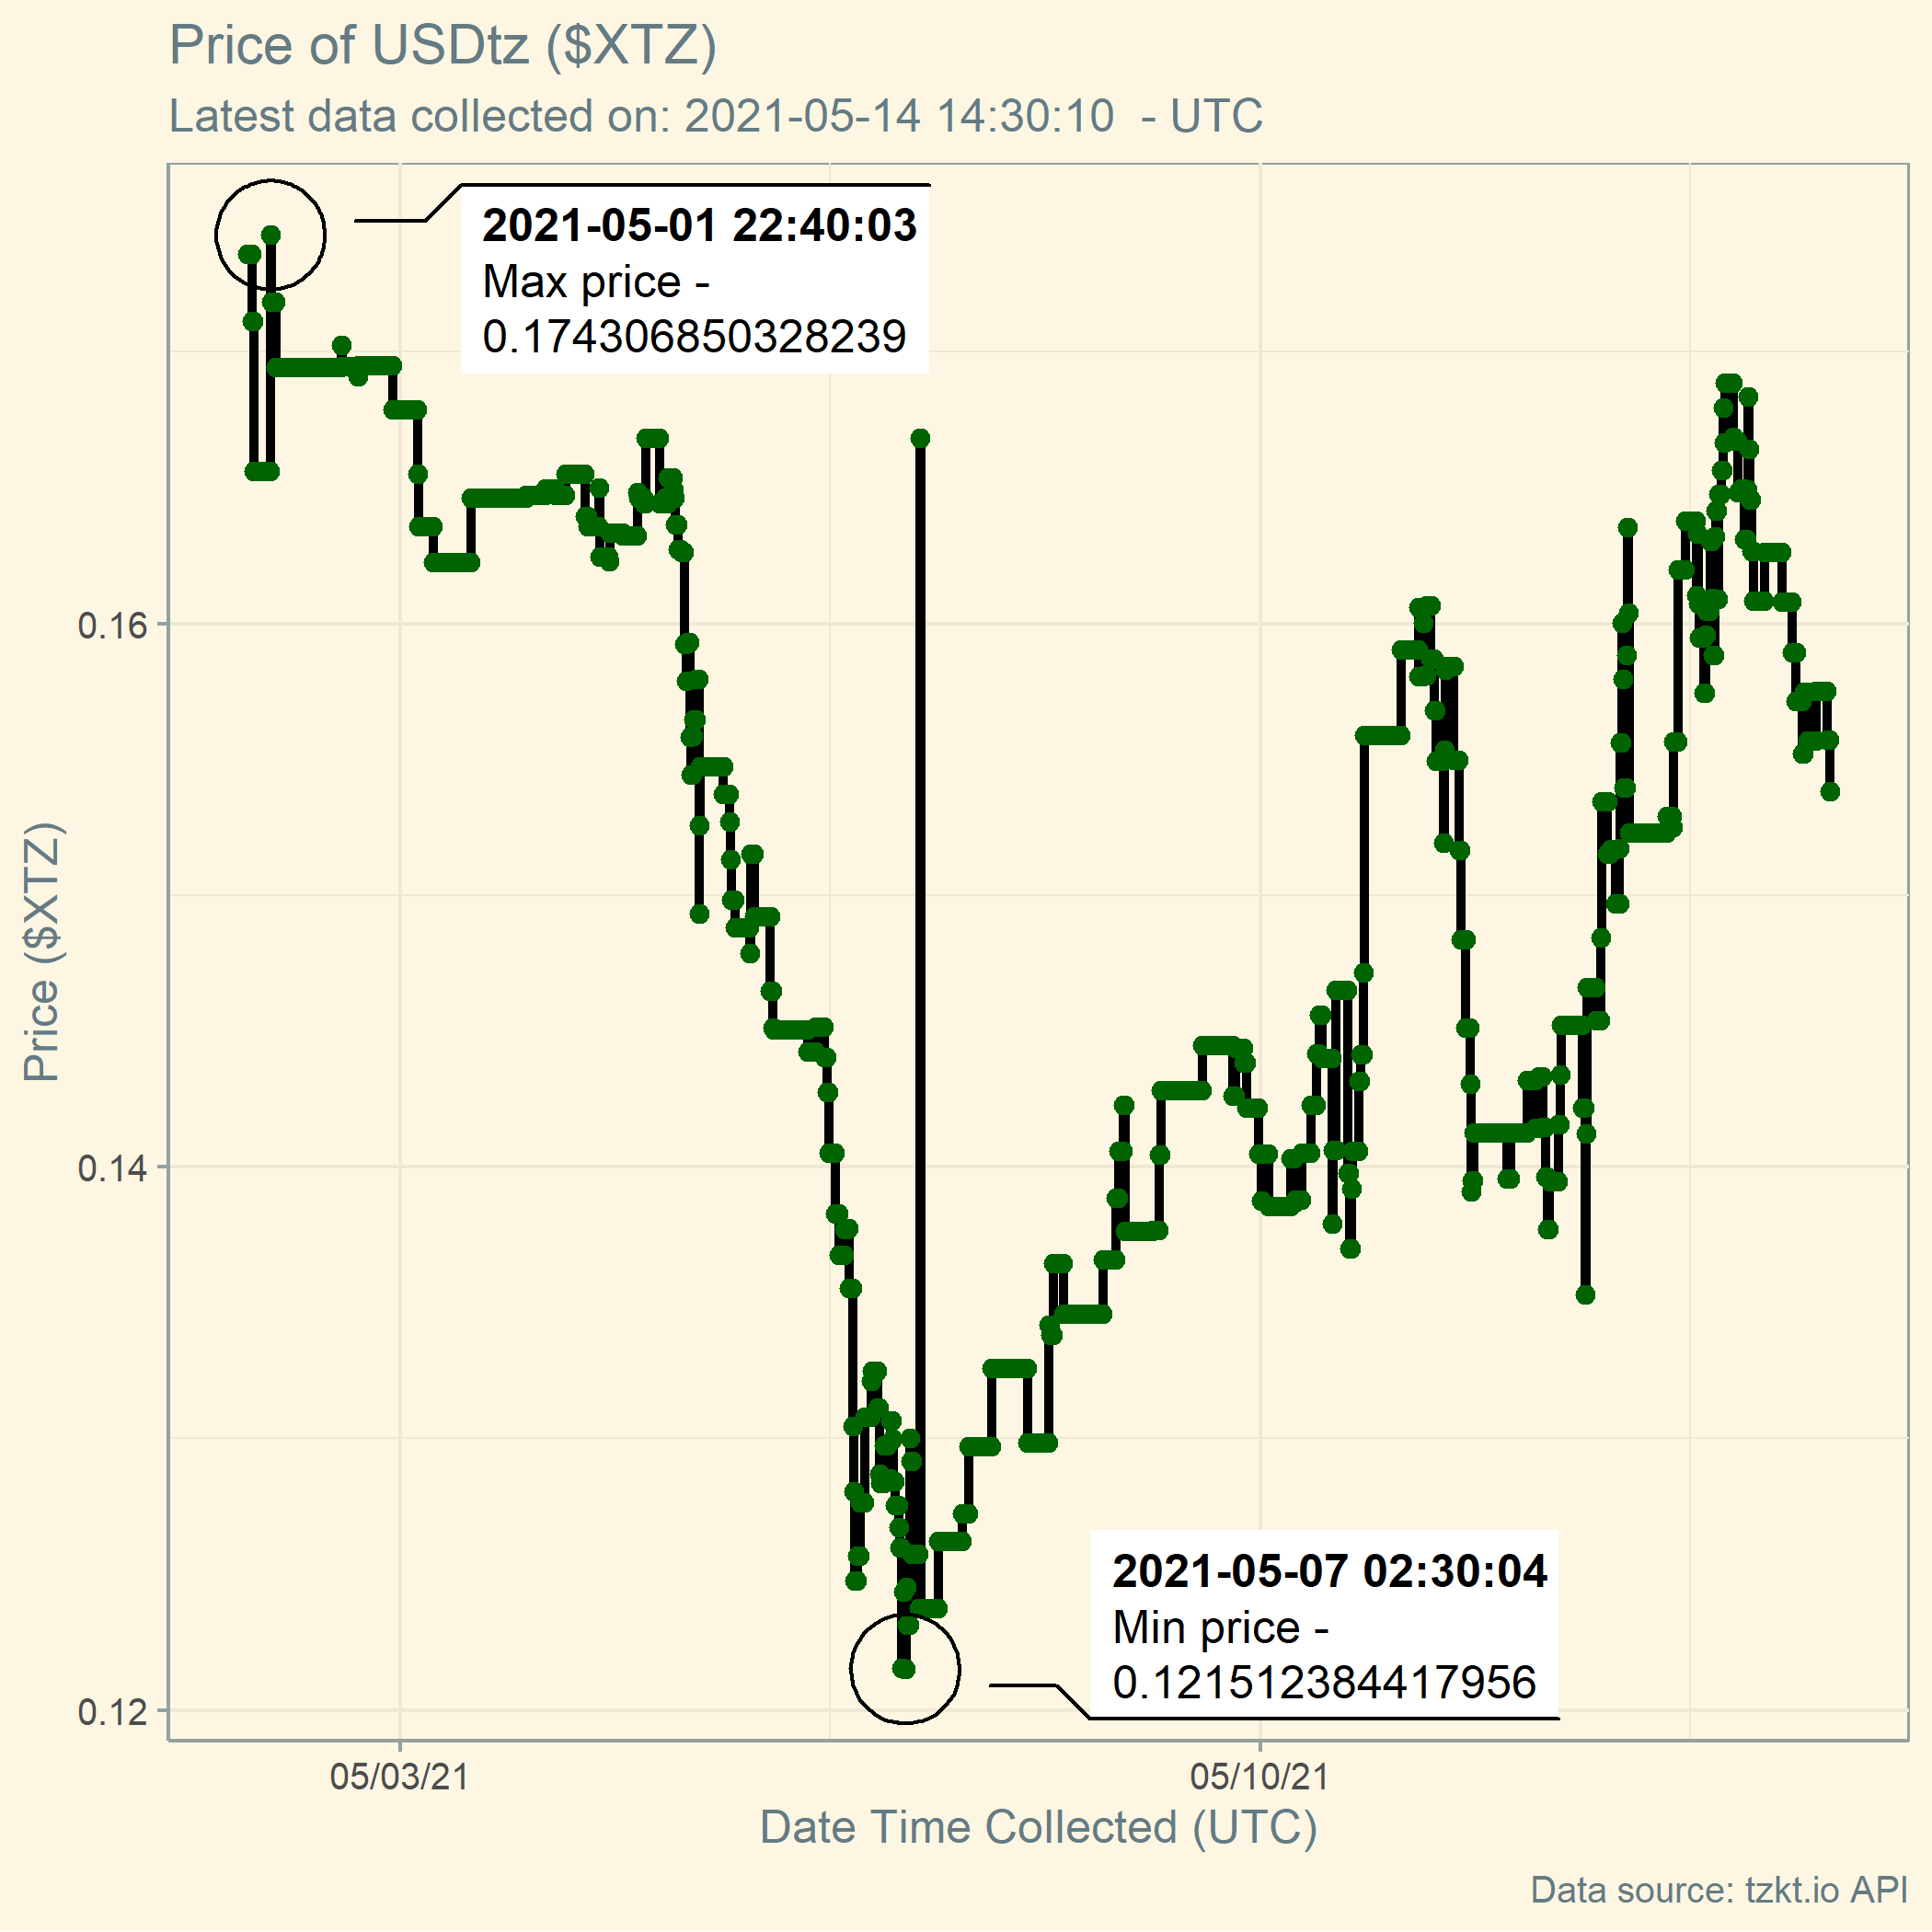 Price of USDtz ($XTZ)
Latest data collected on: 2021-05-14 14:30:10  - UTC
2021-05-01 22:40:03
Max price -
0.174306850328239
0.16
0.14
0.12
Price ($XTZ)
2021-05-07 02:30:04
Min price -
0.121512384417956
05/03/21
05/10/21
Date Time Collected (UTC)
Data source: tzkt.io API